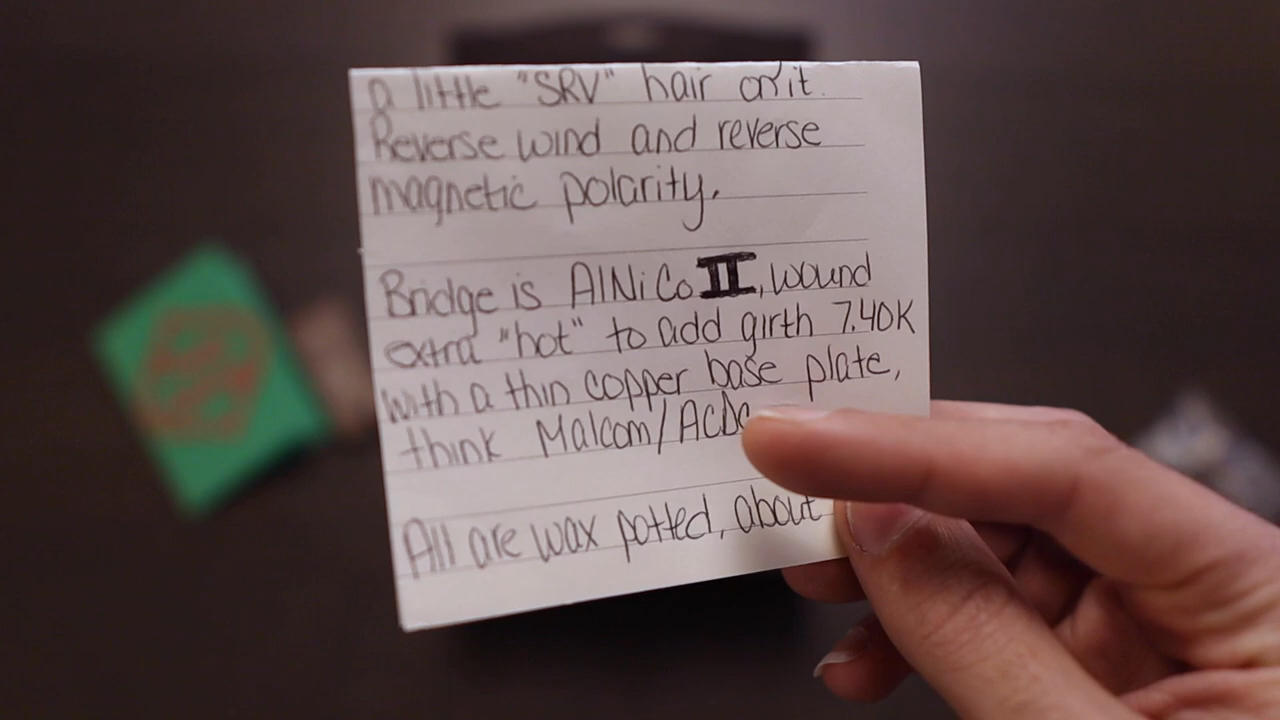 a little "SRV" hair on it.
Reverse wind and reverse
magnetic polarity.
Bridge is AlNiCo II, wound
extra "hot" to add girth 7.40K
with a thin copper base plate,
think Malcom/ACDC
All are wax potted, about